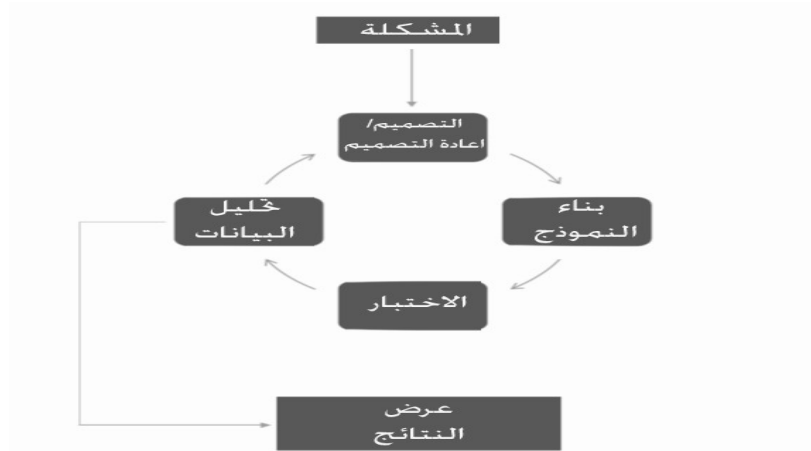 المشكلة
التصميم/
اعادة التصميم
بناء
النموذج
الاختبار
تحليل
البيانات
عرض
النتائج